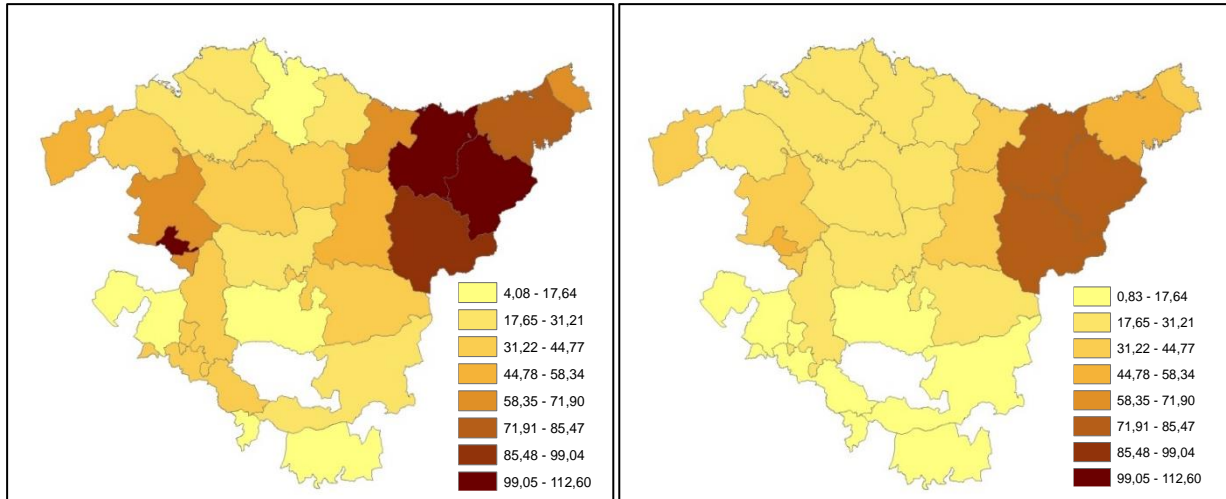 4,08 - 17,64
17,65 - 31,21
31,22 - 44,77
44,78 - 58,34
58,35 - 71,90
71,91 - 85,47
85,48 - 99,04
99,05 - 112,60
0,83 - 17,64
17,65 - 31,21
31,22 - 44,77
44,78 - 58,34
58,35 - 71,90
71,91 - 85,47
85,48 - 99,04
99,05 - 112,60